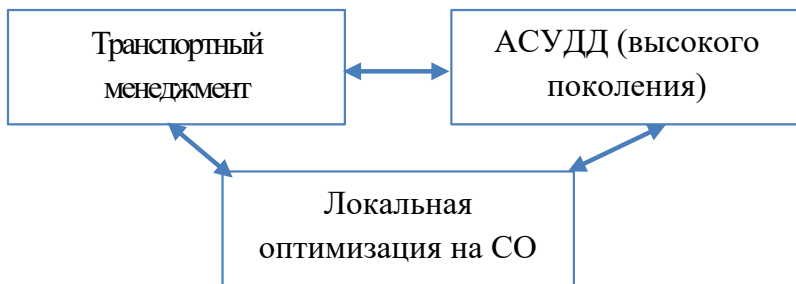 Транспортный
менеджмент
АСУДД (высокого
поколения)
Локальная
оптимизация на СО